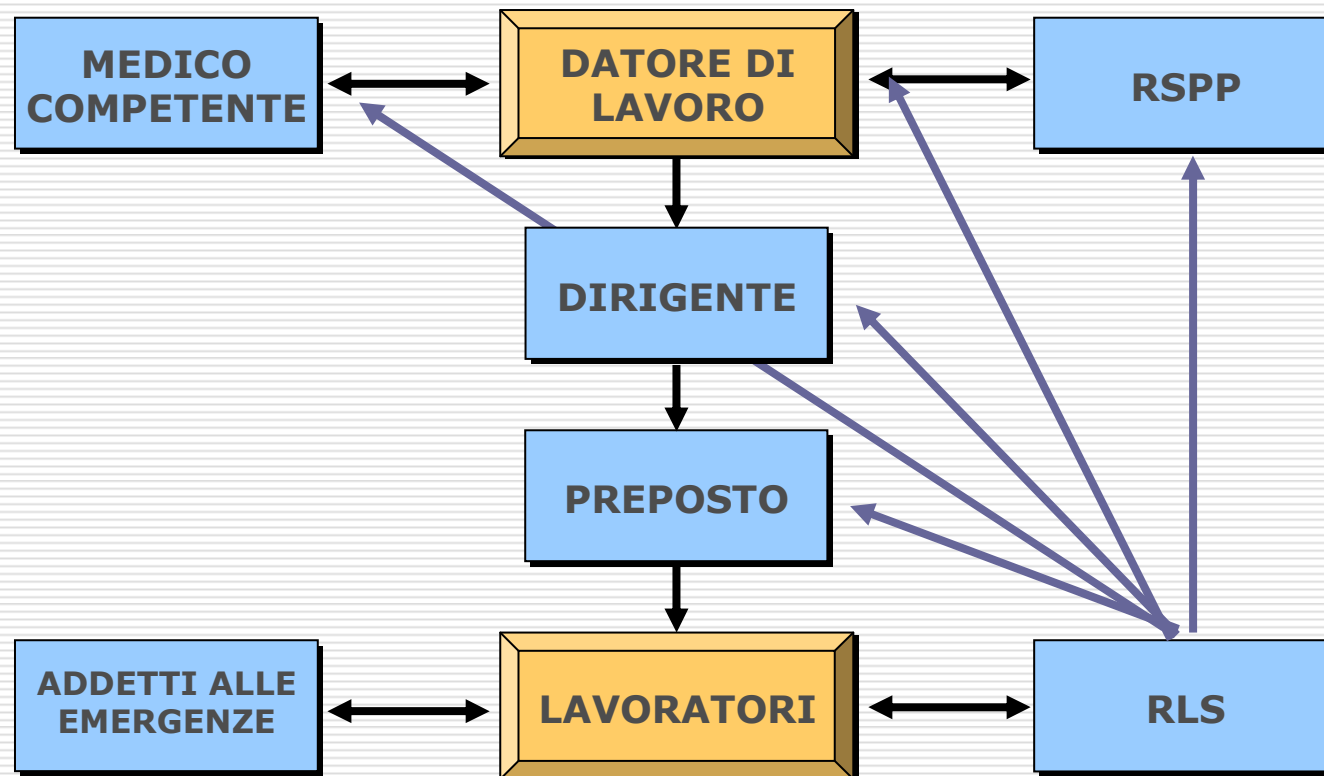 MEDICO
COMPETENTE
DATORE DI
LAVORO
RSPP
DIRIGENTE
PREPOSTO
ADDETTI ALLE
EMERGENZE
LAVORATORI
RLS